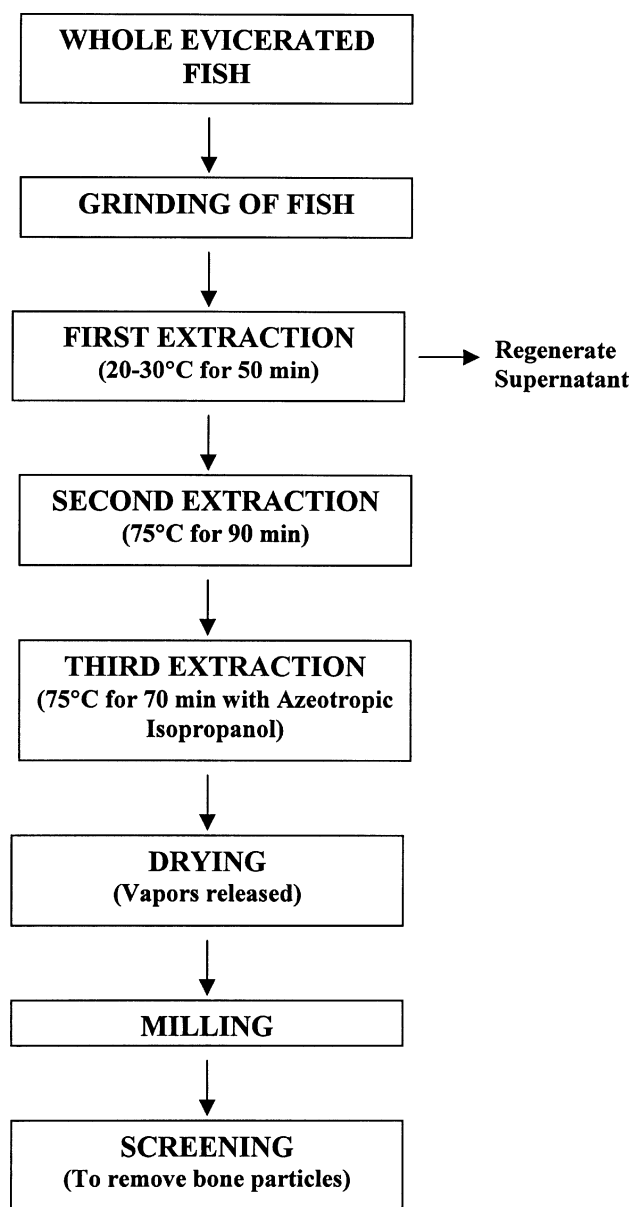 WHOLE EVICERATED
FISH
GRINDING OF FISH
FIRST EXTRACTION
(20-30°C for 50 min)
Regenerate
Supernatant
SECOND EXTRACTION
(75°C for 90 min)
THIRD EXTRACTION
(75°C for 70 min with Azeotropic
Isopropanol)
DRYING
(Vapors released)
MILLING
SCREENING
(To remove bone particles)